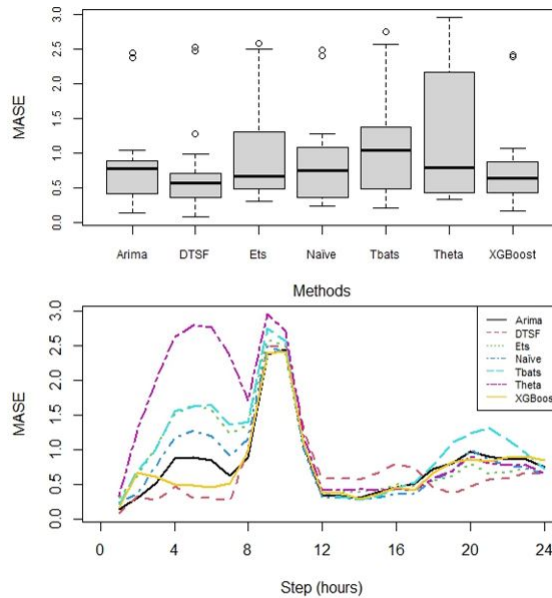 3.0
2.5
2.0
1.5
1.0
0.5
0.0
MASE
Arima DTSF Ets Naïve Tbats Theta XGBoost
Methods
3.0
2.5
2.0
1.5
1.0
0.5
0.0
MASE
Arima
DTSF
Ets
Naïve
Tbats
Theta
XGBoost
0 4 8 12 16 20 24
Step (hours)